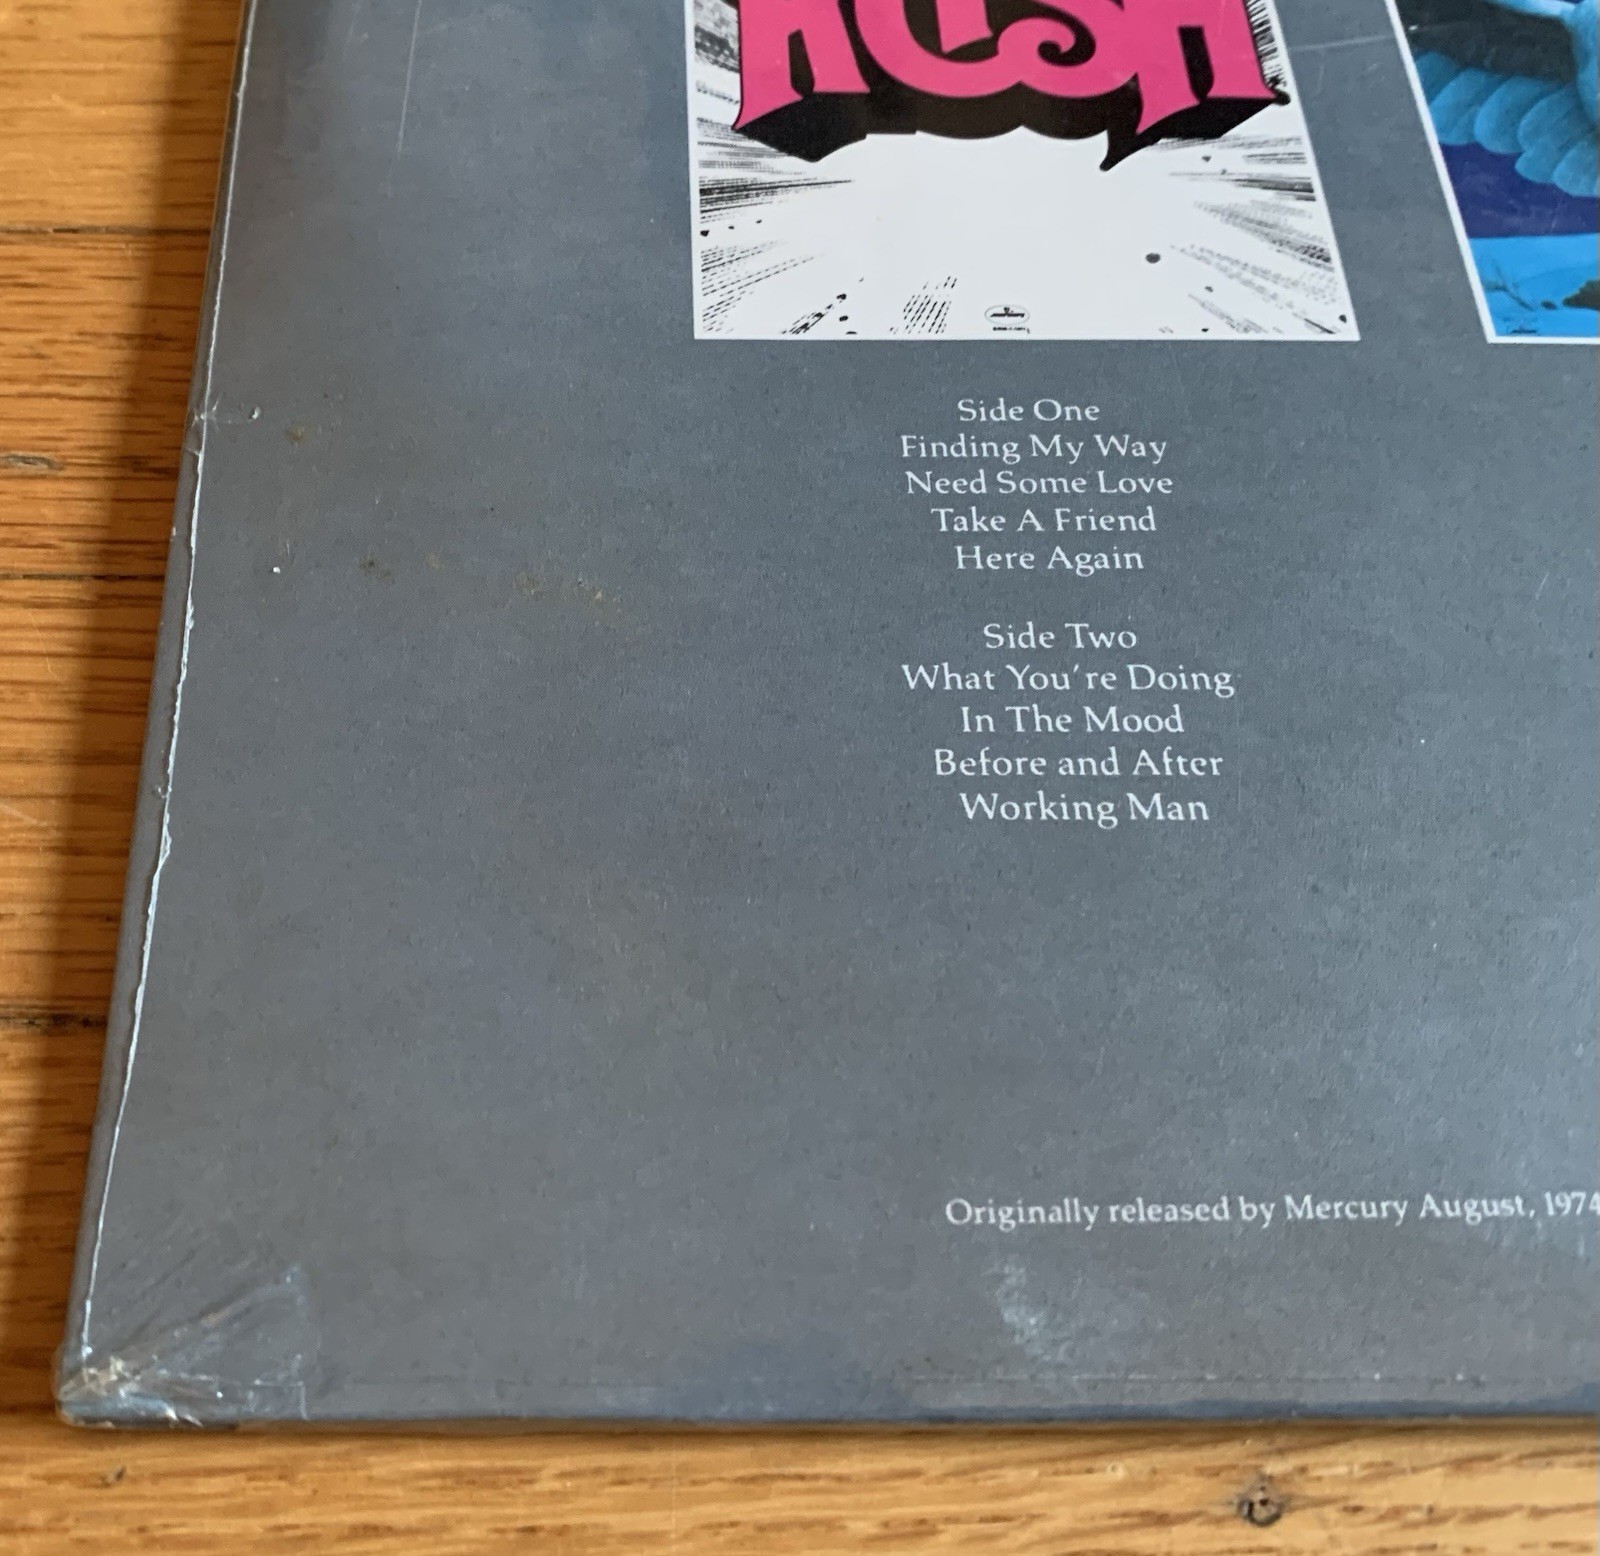 RUSH
Side One
Finding My Way
Need Some Love
Take A Friend
Here Again
Side Two
What You're Doing
In The Mood
Before and After
Working Man
Originally released by Mercury August, 1974